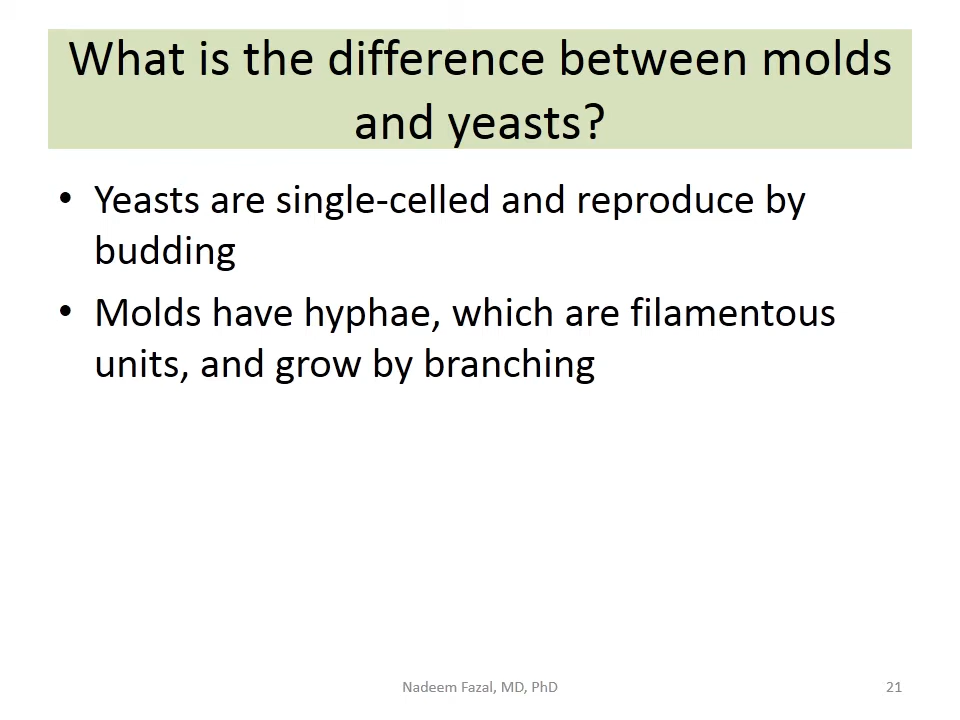 What is the difference between molds
and yeasts?
• Yeasts are single-celled and reproduce by
budding
• Molds have hyphae, which are filamentous
units, and grow by branching
Nadeem Fazal, MD, PhD
21